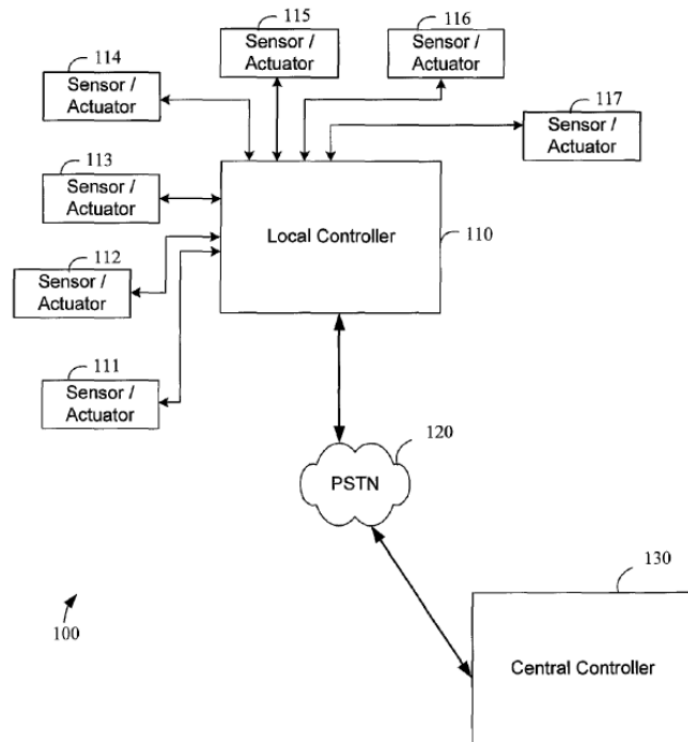 115
Sensor /
Actuator
116
Sensor /
Actuator
114
Sensor /
Actuator
117
Sensor /
Actuator
113
Sensor /
Actuator
Local Controller
110
112
Sensor /
Actuator
111
Sensor /
Actuator
120
PSTN
130
100
Central Controller